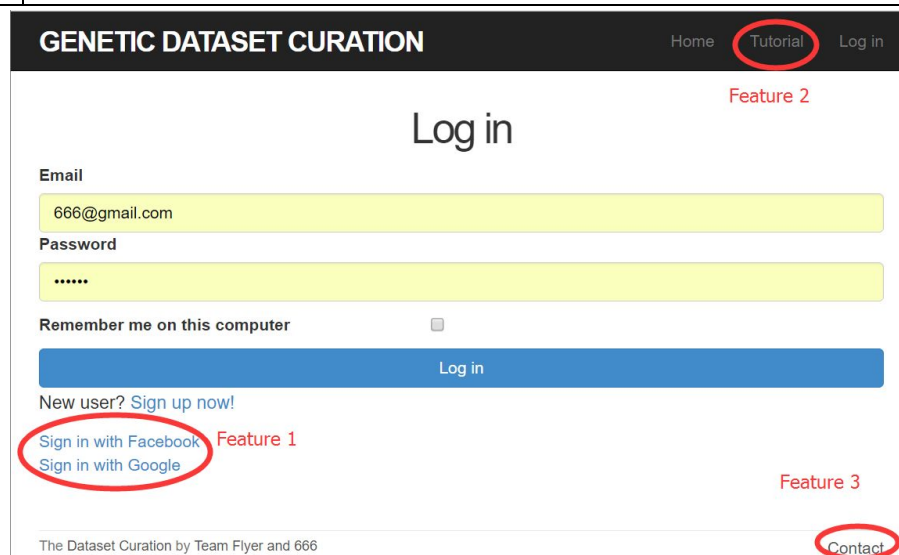 GENETIC DATASET CURATION Home Tutorial Log in
Feature 2
Log in
Email
666@gmail.com
Password
••••••
Remember me on this computer
Log in
New user? Sign up now!
Sign in with Facebook Feature 1
Sign in with Google
Feature 3
The Dataset Curation by Team Flyer and 666 Contact